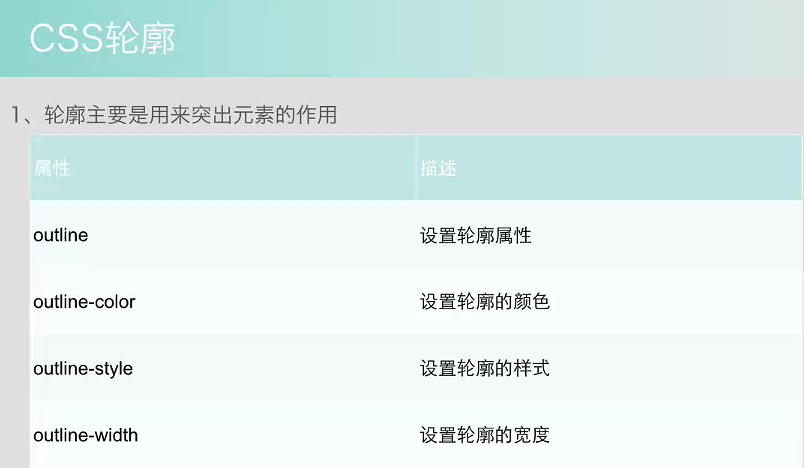 CSS轮廓
1、轮廓主要是用来突出元素的作用
属性 描述
outline 设置轮廓属性
outline-color 设置轮廓的颜色
outline-style 设置轮廓的样式
outline-width 设置轮廓的宽度